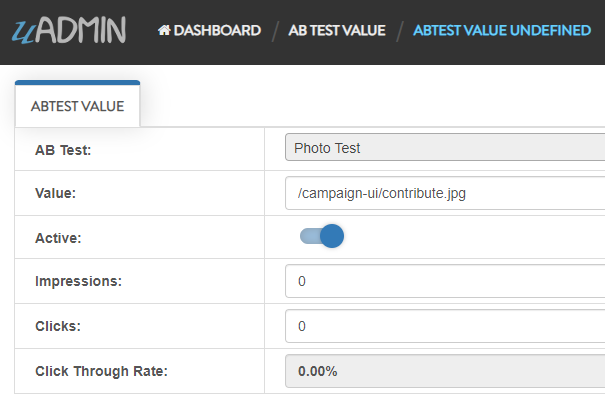 uADMIN DASHBOARD / AB TEST VALUE / ABTEST VALUE UNDEFINED
ABTEST VALUE
AB Test: Photo Test
Value: /campaign-ui/contribute.jpg
Active:
Impressions: 0
Clicks: 0
Click Through Rate: 0.00%